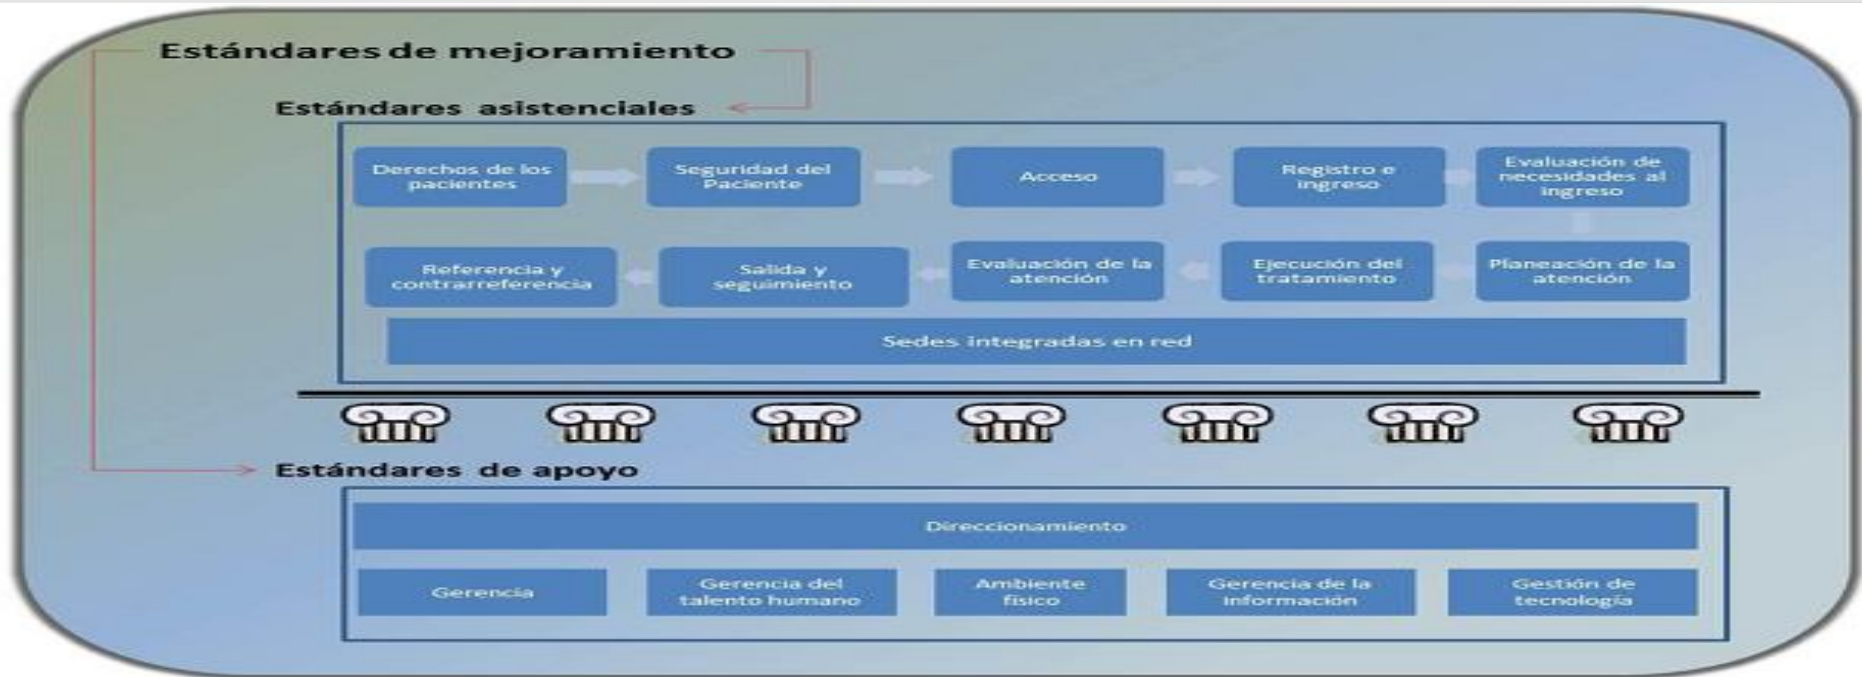 Estándares de mejoramiento
Estándares asistenciales
Derechos de los
pacientes
Seguridad del
Paciente
Acceso
Registro e
ingreso
Evaluación de
necesidades al
ingreso
Referencia y
contrarreferencia
Salida y
seguimiento
Evaluación de la
atención
Ejecución del
tratamiento
Planeación de la
atención
Sedes integradas en red
Estándares de apoyo
Direccionamiento
Gerencia
Gerencia del
talento humano
Ambiente
físico
Gerencia de la
información
Gestión de
tecnología